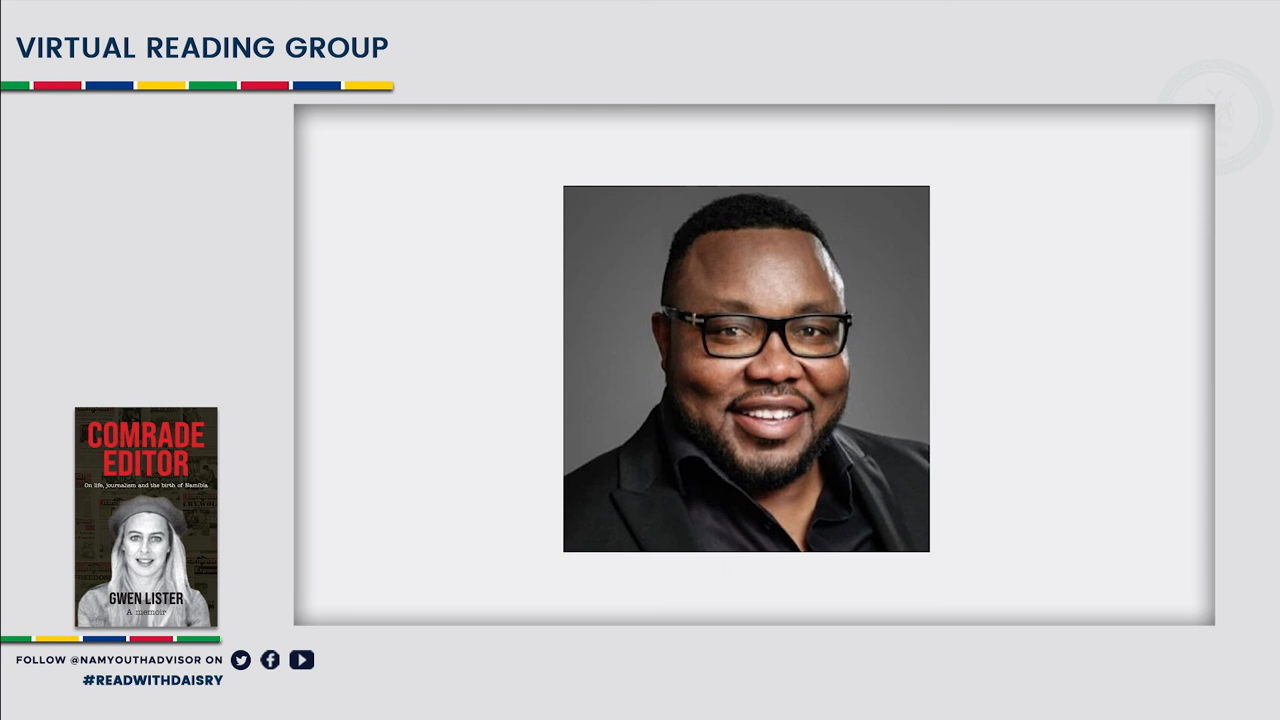 VIRTUAL READING GROUP
COMRADE
EDITOR
On life, journalism and the birth of Namibia
GWEN LISTER
A memoir
FOLLOW @NAMYOUTHADVISOR ON
#READWITHDAISRY